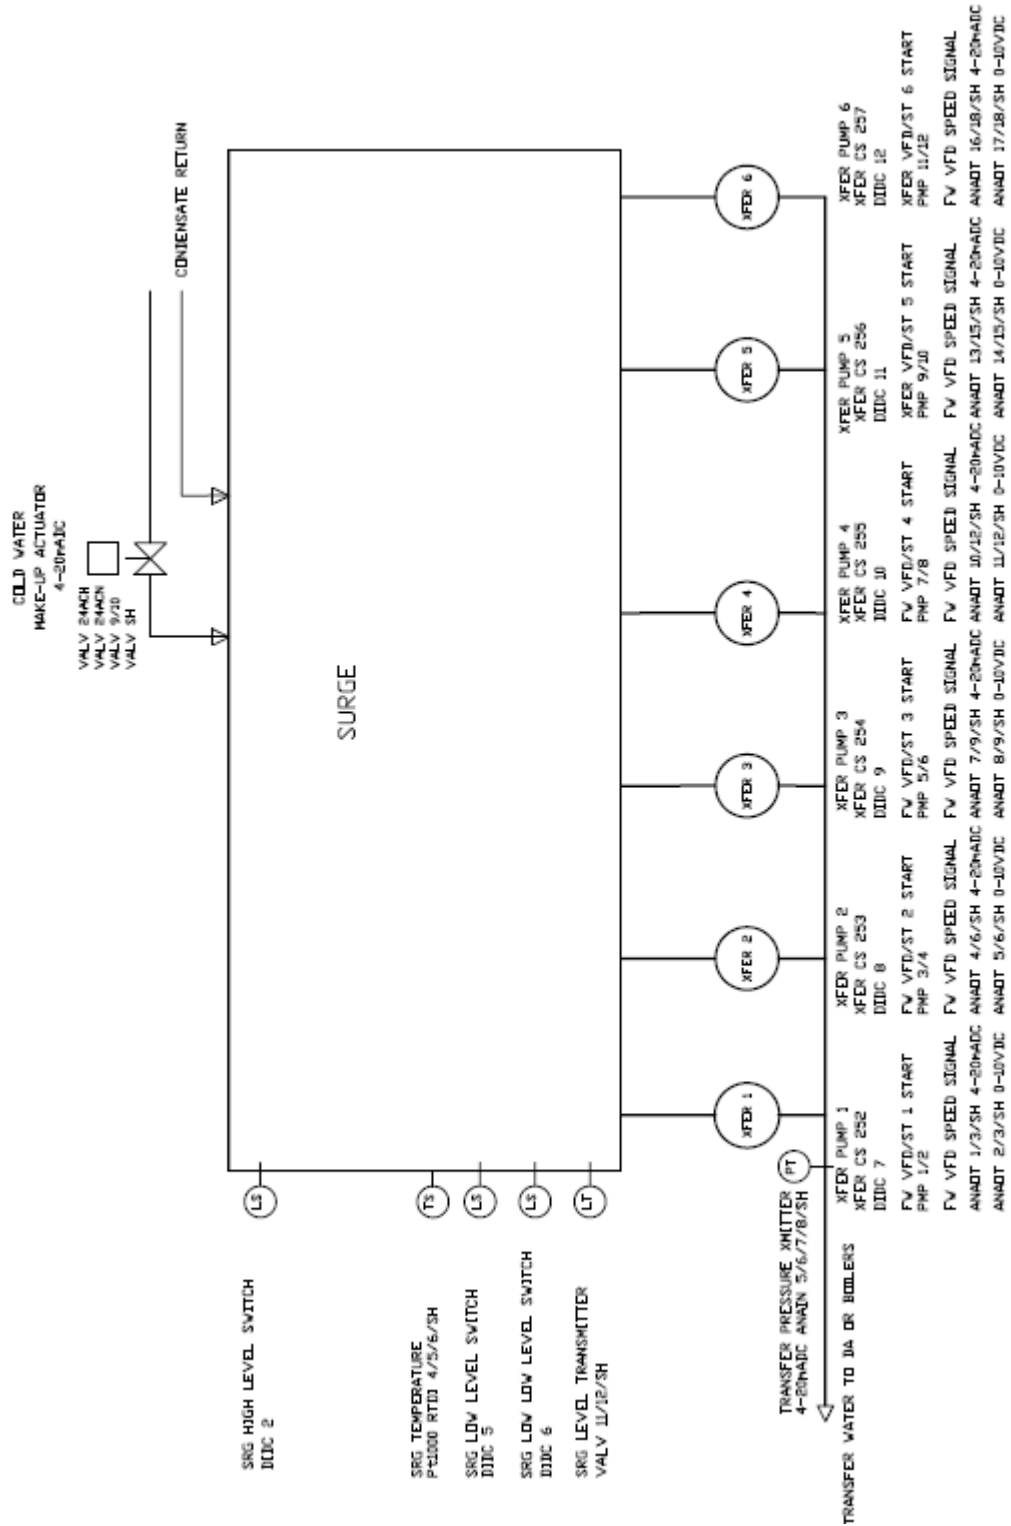 COLD WATER
MAKE-UP ACTUATOR
4-20mADC
VALV 24ACH
VALV 24ACN
VALV 9/10
VALV SH
CONDENSATE RETURN
SURGE
SRG HIGH LEVEL SWITCH
DIDC 2
LS
SRG TEMPERATURE
Pt1000 RTDI 4/5/6/SH
TS
SRG LOW LEVEL SWITCH
DIDC 5
LS
SRG LOW LOW LEVEL SWITCH
DIDC 6
LS
SRG LEVEL TRANSMITTER
VALV 11/12/SH
LT
XFER 1
XFER 2
XFER 3
XFER 4
XFER 5
XFER 6
TRANSFER PRESSURE XMITTER
4-20mADC ANAIN 5/6/7/8/SH
PT
TRANSFER WATER TO DA OR BOILERS
XFER PUMP 1
XFER CS 252
DIDC 7
FW VFD/ST 1 START
PMP 1/2
FW VFD SPEED SIGNAL
ANAOT 1/3/SH 4-20mADC
ANAOT 2/3/SH 0-10VDC
XFER PUMP 2
XFER CS 253
DIDC 8
FW VFD/ST 2 START
PMP 3/4
FW VFD SPEED SIGNAL
ANAOT 4/6/SH 4-20mADC
ANAOT 5/6/SH 0-10VDC
XFER PUMP 3
XFER CS 254
DIDC 9
FW VFD/ST 3 START
PMP 5/6
FW VFD SPEED SIGNAL
ANAOT 7/9/SH 4-20mADC
ANAOT 8/9/SH 0-10VDC
XFER PUMP 4
XFER CS 255
DIDC 10
FW VFD/ST 4 START
PMP 7/8
FW VFD SPEED SIGNAL
ANAOT 10/12/SH 4-20mADC
ANAOT 11/12/SH 0-10VDC
XFER PUMP 5
XFER CS 256
DIDC 11
XFER VFD/ST 5 START
PMP 9/10
FW VFD SPEED SIGNAL
ANAOT 13/15/SH 4-20mADC
ANAOT 14/15/SH 0-10VDC
XFER PUMP 6
XFER CS 257
DIDC 12
XFER VFD/ST 6 START
PMP 11/12
FW VFD SPEED SIGNAL
ANAOT 16/18/SH 4-20mADC
ANAOT 17/18/SH 0-10VDC